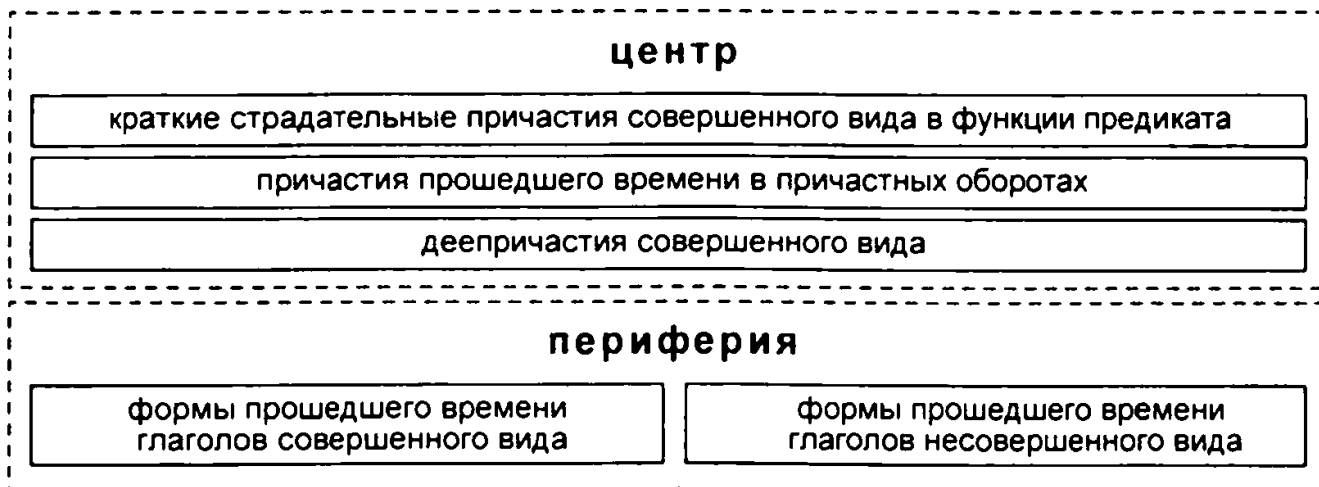 центр
краткие страдательные причастия совершенного вида в функции предиката
причастия прошедшего времени в причастных оборотах
деепричастия совершенного вида
периферия
формы прошедшего времени
глаголов совершенного вида
формы прошедшего времени
глаголов несовершенного вида